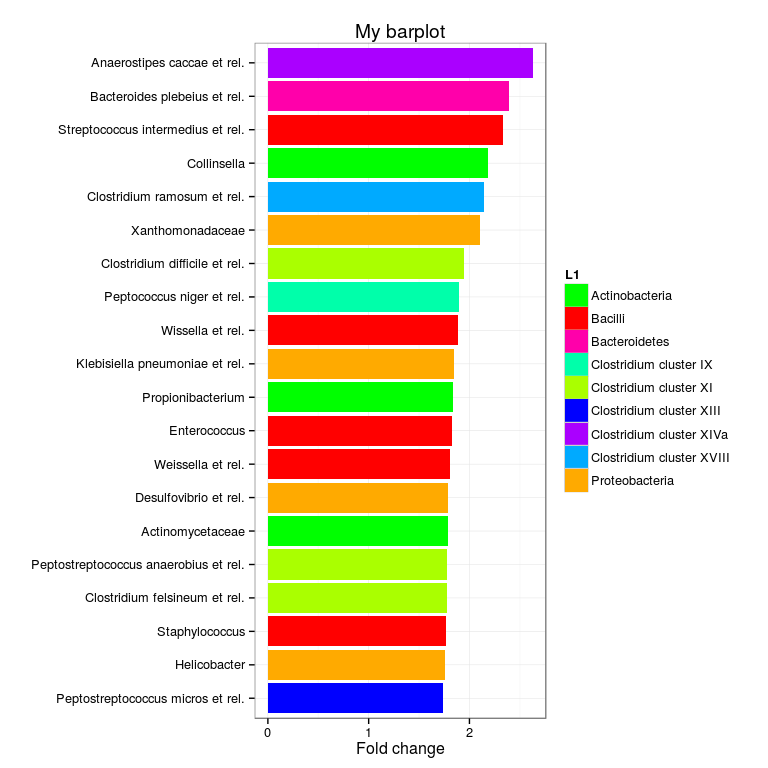 My barplot
Anaerostipes caccae et rel.
Bacteroides plebeius et rel.
Streptococcus intermedius et rel.
Collinsella
Clostridium ramosum et rel.
Xanthomonadaceae
Clostridium difficile et rel.
Peptococcus niger et rel.
Wissella et rel.
Klebisiella pneumoniae et rel.
Propionibacterium
Enterococcus
Weissella et rel.
Desulfovibrio et rel.
Actinomycetaceae
Peptostreptococcus anaerobius et rel.
Clostridium felsineum et rel.
Staphylococcus
Helicobacter
Peptostreptococcus micros et rel.
0 1 2
Fold change
L1
Actinobacteria
Bacilli
Bacteroidetes
Clostridium cluster IX
Clostridium cluster XI
Clostridium cluster XIII
Clostridium cluster XIVa
Clostridium cluster XVIII
Proteobacteria